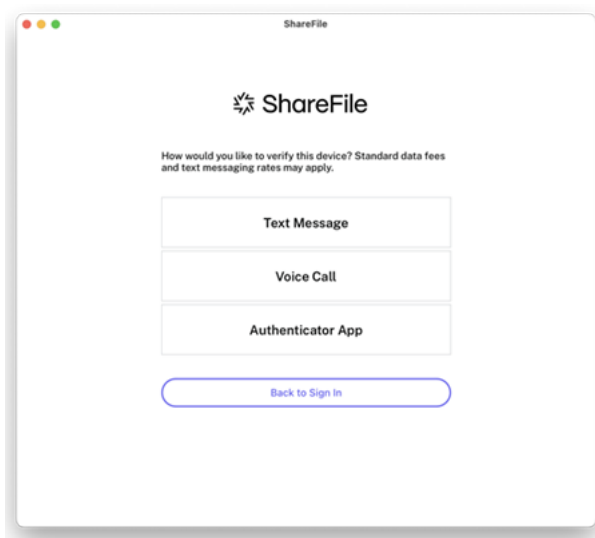 ShareFile
ShareFile
How would you like to verify this device? Standard data fees
and text messaging rates may apply.
Text Message
Voice Call
Authenticator App
Back to Sign In